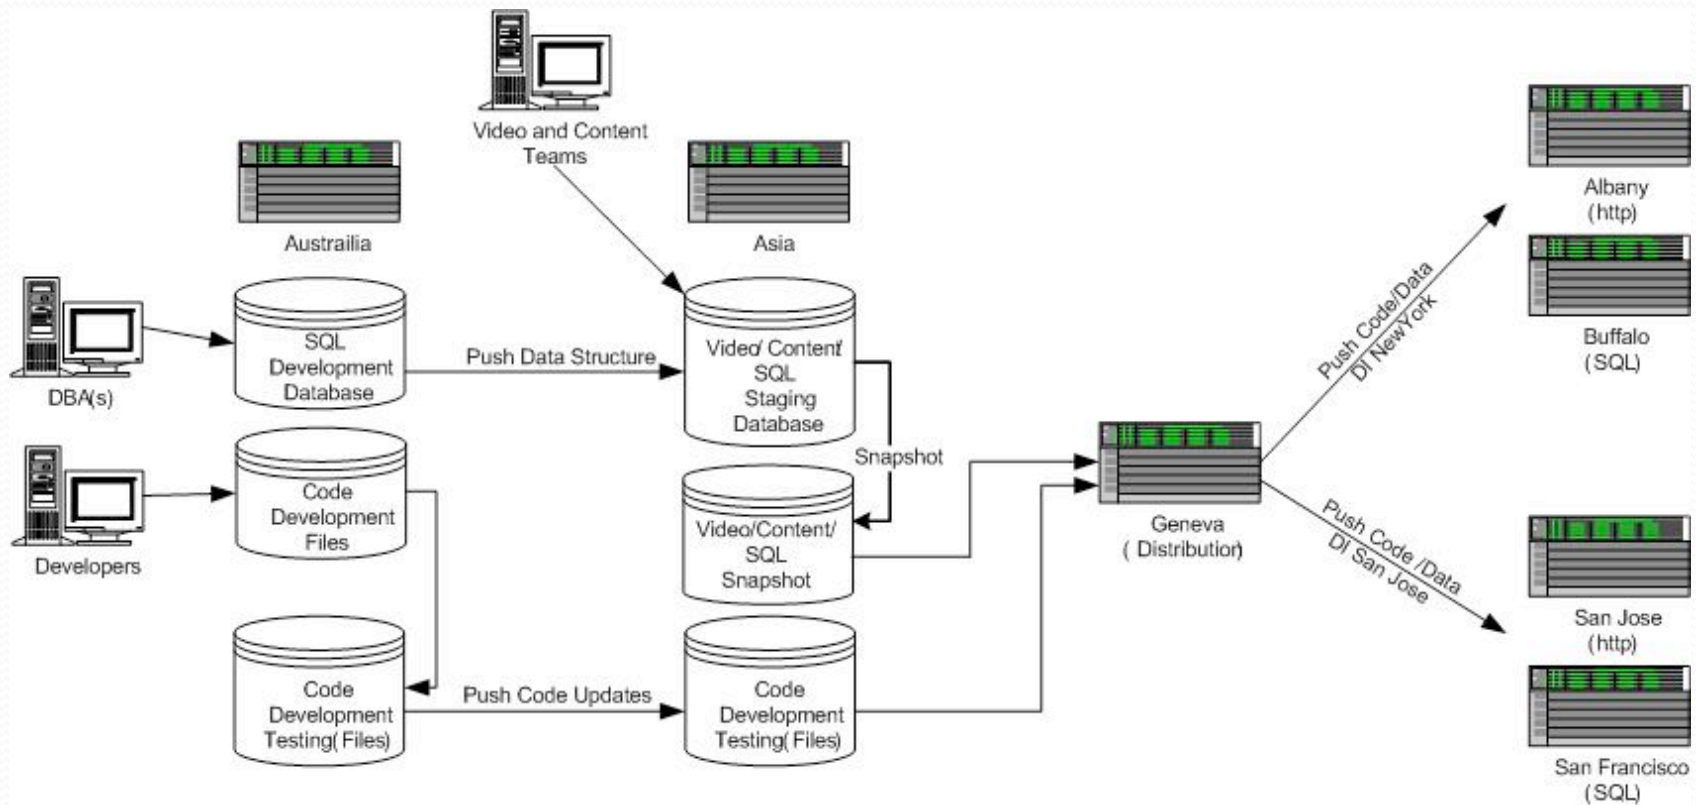 Video and Content
Teams
Austrailia
Asia
DBA(s)
SQL
Development
Database
Push Data Structure
Video/ Content/
SQL
Staging
Database
Snapshot
Developers
Code
Development
Files
Video/Content/
SQL
Snapshot
Code
Development
Testing(Files)
Push Code Updates
Code
Development
Testing(Files)
Geneva
(Distribution)
Push Code/Data
DI NewYork
Push Code /Data
DI San Jose
Albany
(http)
Buffalo
(SQL)
San Jose
(http)
San Francisco
(SQL)